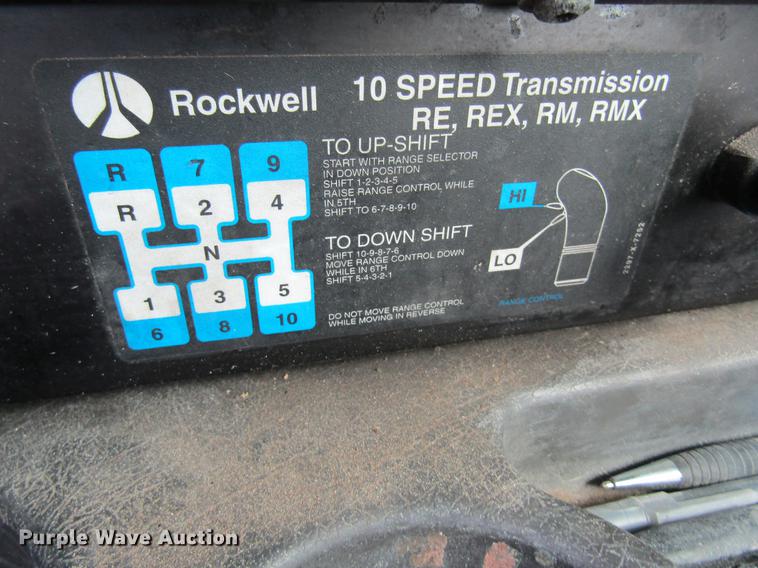 Rockwell
10 SPEED Transmission
RE, REX, RM, RMX
R 7 9
R 2 4
N
1 3 5
6 8 10
TO UP-SHIFT
START WITH RANGE SELECTOR
IN DOWN POSITION
SHIFT 1-2-3-4-5
RAISE RANGE CONTROL WHILE
IN 5TH
SHIFT TO 6-7-8-9-10
TO DOWN SHIFT
SHIFT 10-9-8-7-6
MOVE RANGE CONTROL DOWN
WHILE IN 6TH
SHIFT 5-4-3-2-1
DO NOT MOVE RANGE CONTROL
WHILE MOVING IN REVERSE
HI
LO
RANGE CONTROL
2297-X-7252
Purple Wave Auction